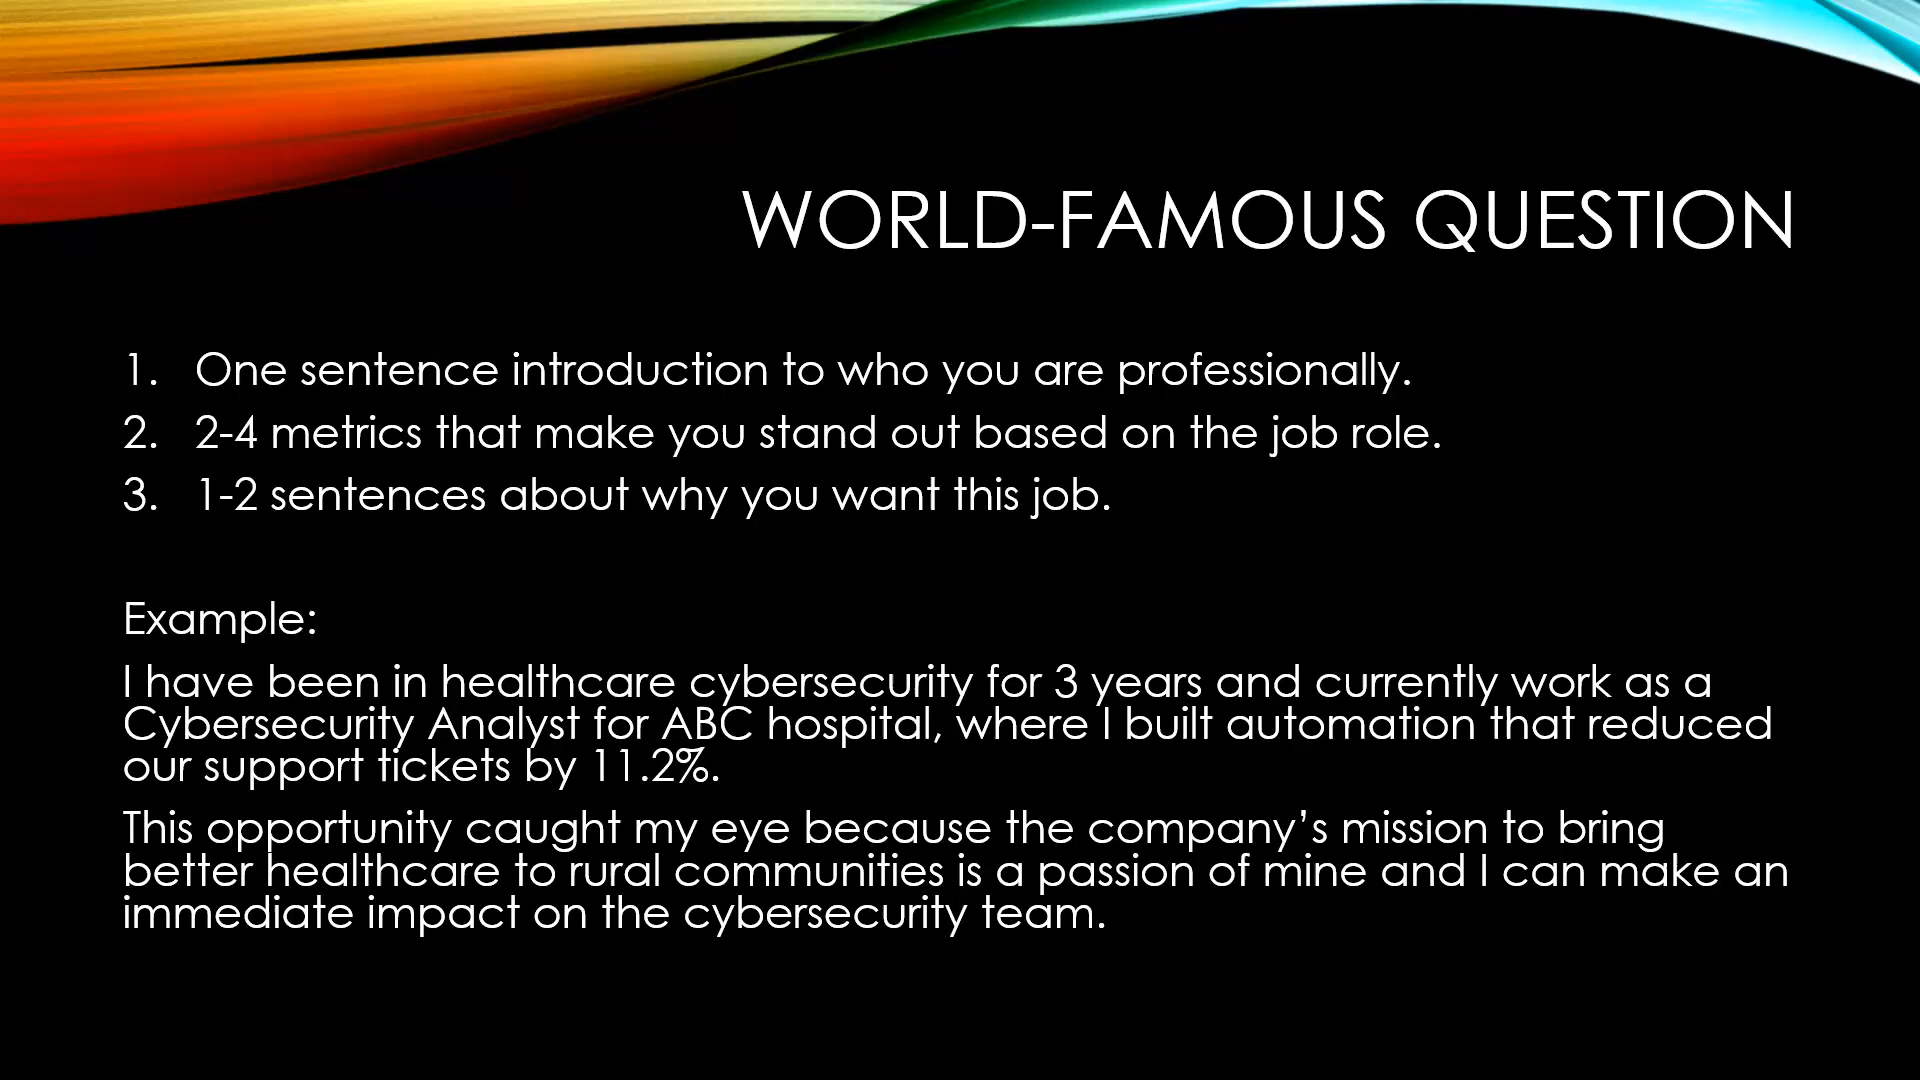 WORLD-FAMOUS QUESTION
1. One sentence introduction to who you are professionally.
2. 2-4 metrics that make you stand out based on the job role.
3. 1-2 sentences about why you want this job.
Example:
I have been in healthcare cybersecurity for 3 years and currently work as a
Cybersecurity Analyst for ABC hospital, where I built automation that reduced
our support tickets by 11.2%.
This opportunity caught my eye because the company’s mission to bring
better healthcare to rural communities is a passion of mine and I can make an
immediate impact on the cybersecurity team.